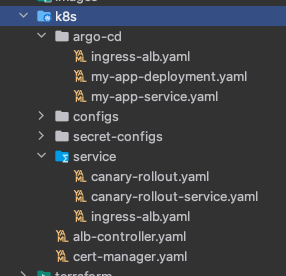 images
k8s
argo-cd
ingress-alb.yaml
my-app-deployment.yaml
my-app-service.yaml
configs
secret-configs
service
canary-rollout.yaml
canary-rollout-service.yaml
ingress-alb.yaml
alb-controller.yaml
cert-manager.yaml
terraform